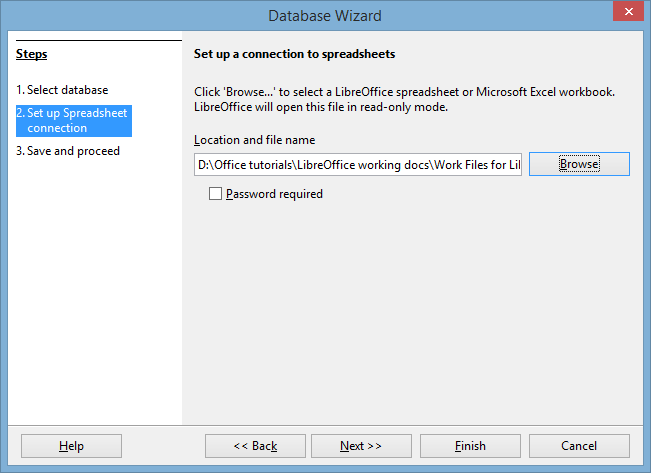 Database Wizard
Steps
1. Select database
2. Set up Spreadsheet
connection
3. Save and proceed
Set up a connection to spreadsheets
Click 'Browse...' to select a LibreOffice spreadsheet or Microsoft Excel workbook.
LibreOffice will open this file in read-only mode.
Location and file name
D:\Office tutorials\LibreOffice working docs\Work Files for Lil
Browse
Password required
Help
<< Back
Next >>
Finish
Cancel